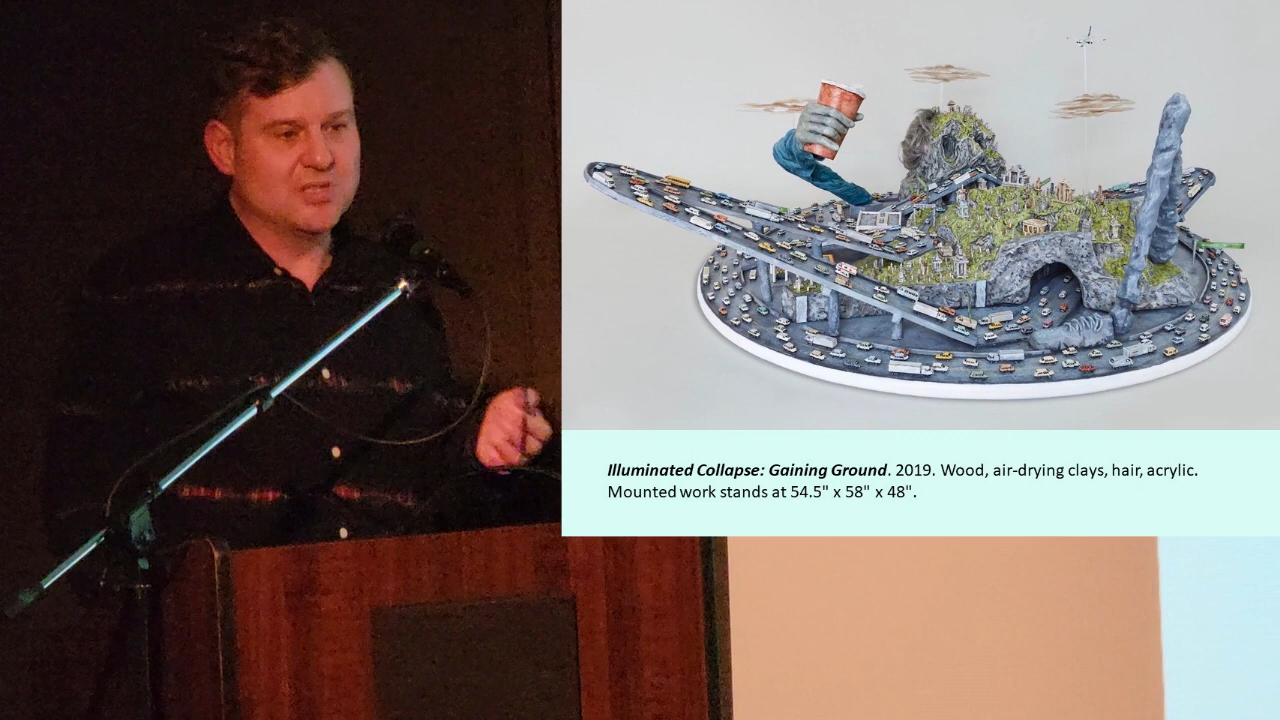 Illuminated Collapse: Gaining Ground. 2019. Wood, air-drying clays, hair, acrylic.
Mounted work stands at 54.5" x 58" x 48".